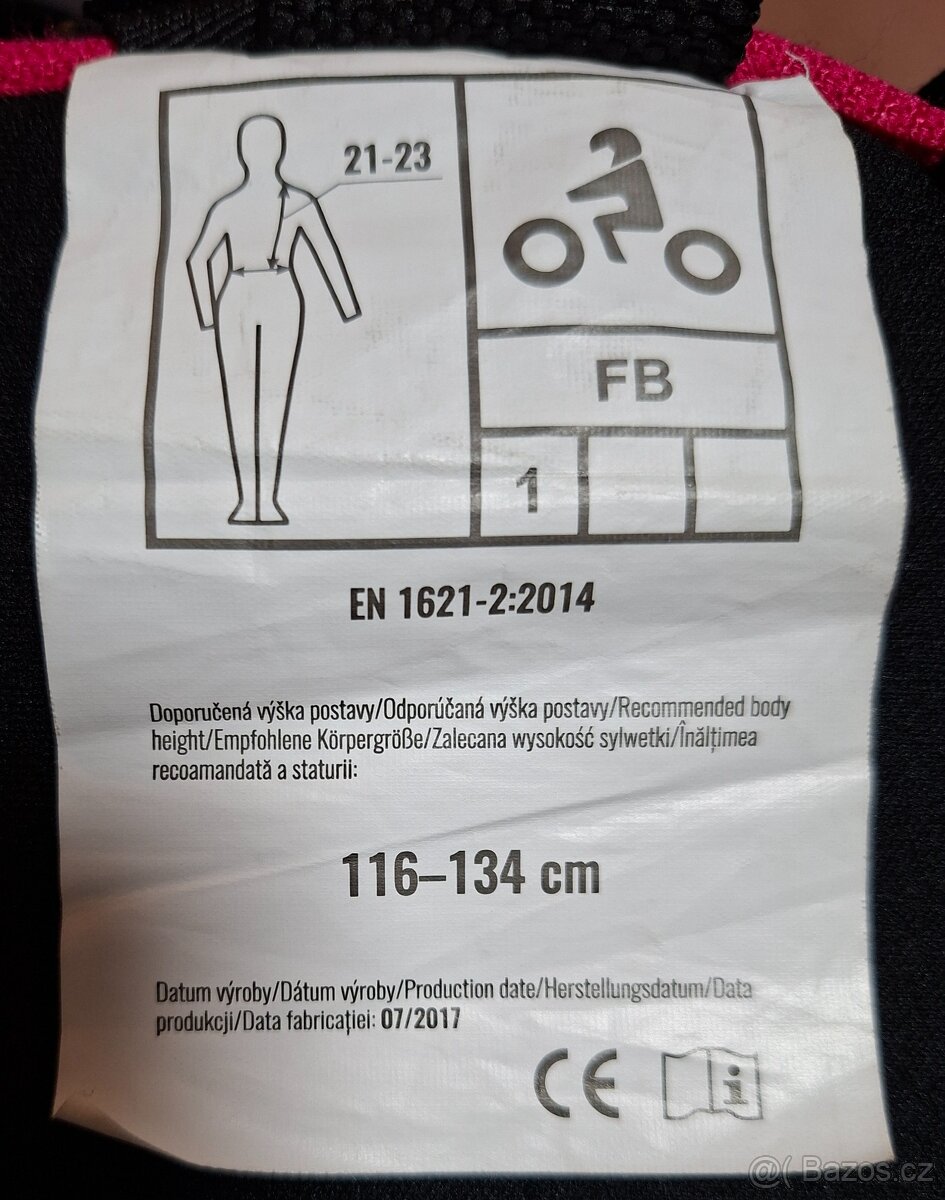 21-23
FB
1
EN 1621-2:2014
Doporučená výška postavy/Odporúčaná výška postavy/Recommended body
height/Empfohlene Körpergröße/Zalecana wysokość sylwetki/Înălțimea
recoamandată a staturii:
116–134 cm
Datum výroby/Dátum výroby/Production date/Herstellungsdatum/Data
produkcji/Data fabricației: 07/2017
CE
i
@( Bazos.cz